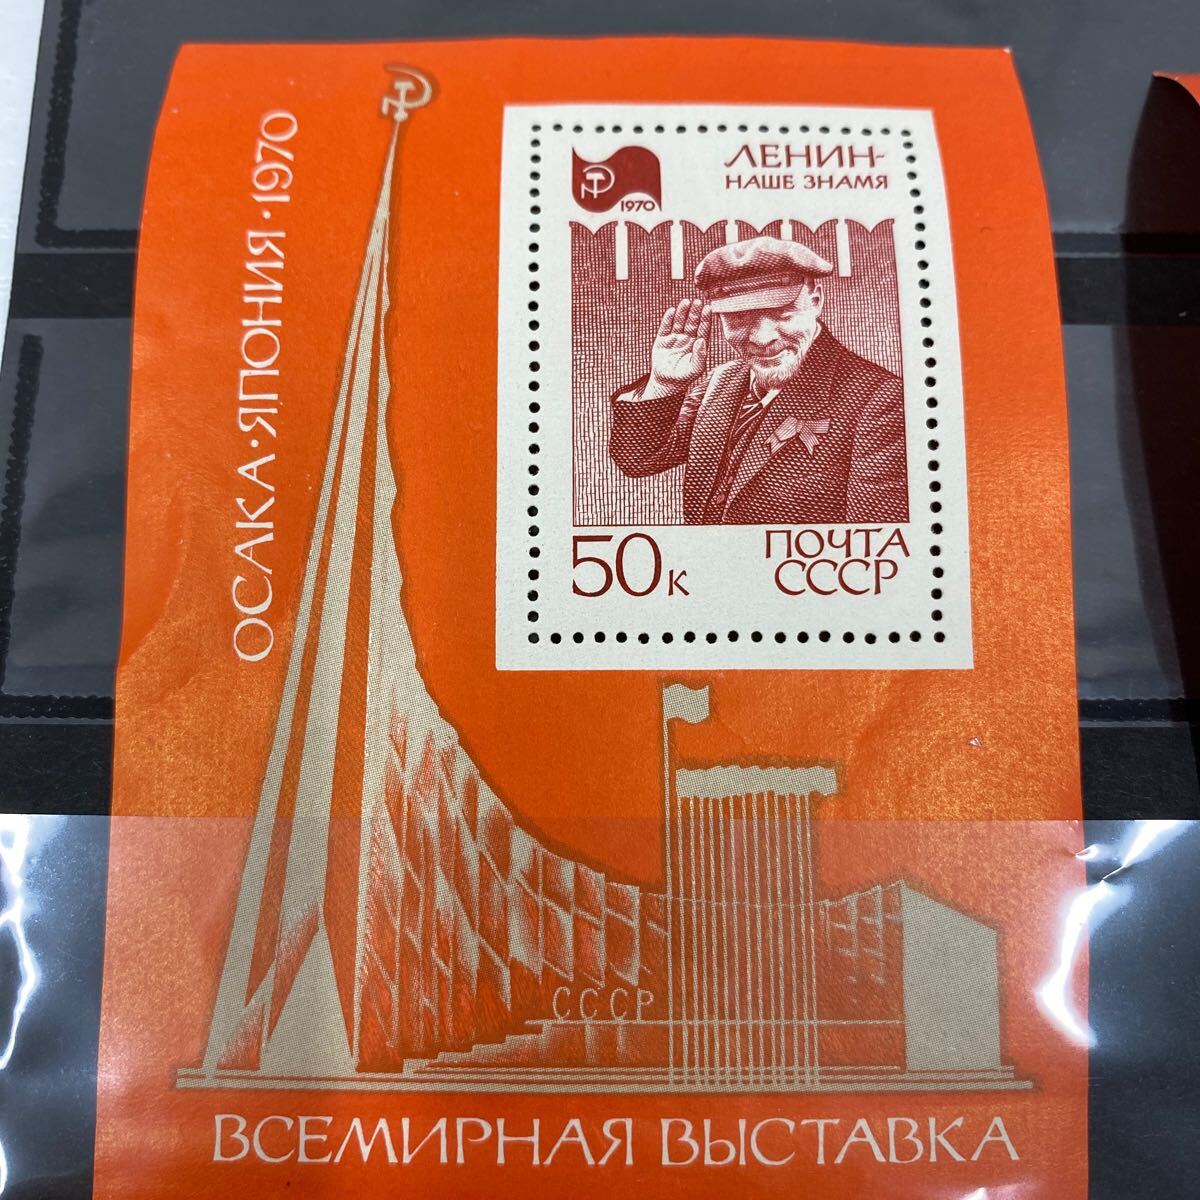 ОСАКА·ЯПОНИЯ·1970
ЛЕНИН-
НАШЕ ЗНАМЯ
1970
50к
ПОЧТА
СССР
СССР
ВСЕМИРНАЯ ВЫСТАВКА